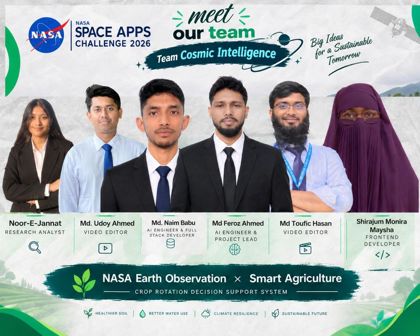 NASA
NASA
SPACE APPS
CHALLENGE 2026
meet
our team
Team Cosmic Intelligence
Big Ideas
for a Sustainable
Tomorrow
Noor-E-Jannat
RESEARCH ANALYST
Md. Udoy Ahmed
VIDEO EDITOR
Md. Naim Babu
AI ENGINEER & FULL
STACK DEVELOPER
Md Feroz Ahmed
AI ENGINEER &
PROJECT LEAD
Md Toufic Hasan
VIDEO EDITOR
Shirajum Monira
Maysha
FRONTEND
DEVELOPER
</>
NASA Earth Observation × Smart Agriculture
CROP ROTATION DECISION SUPPORT SYSTEM
HEALTHIER SOIL
BETTER WATER USE
CLIMATE RESILIENCE
SUSTAINABLE FUTURE